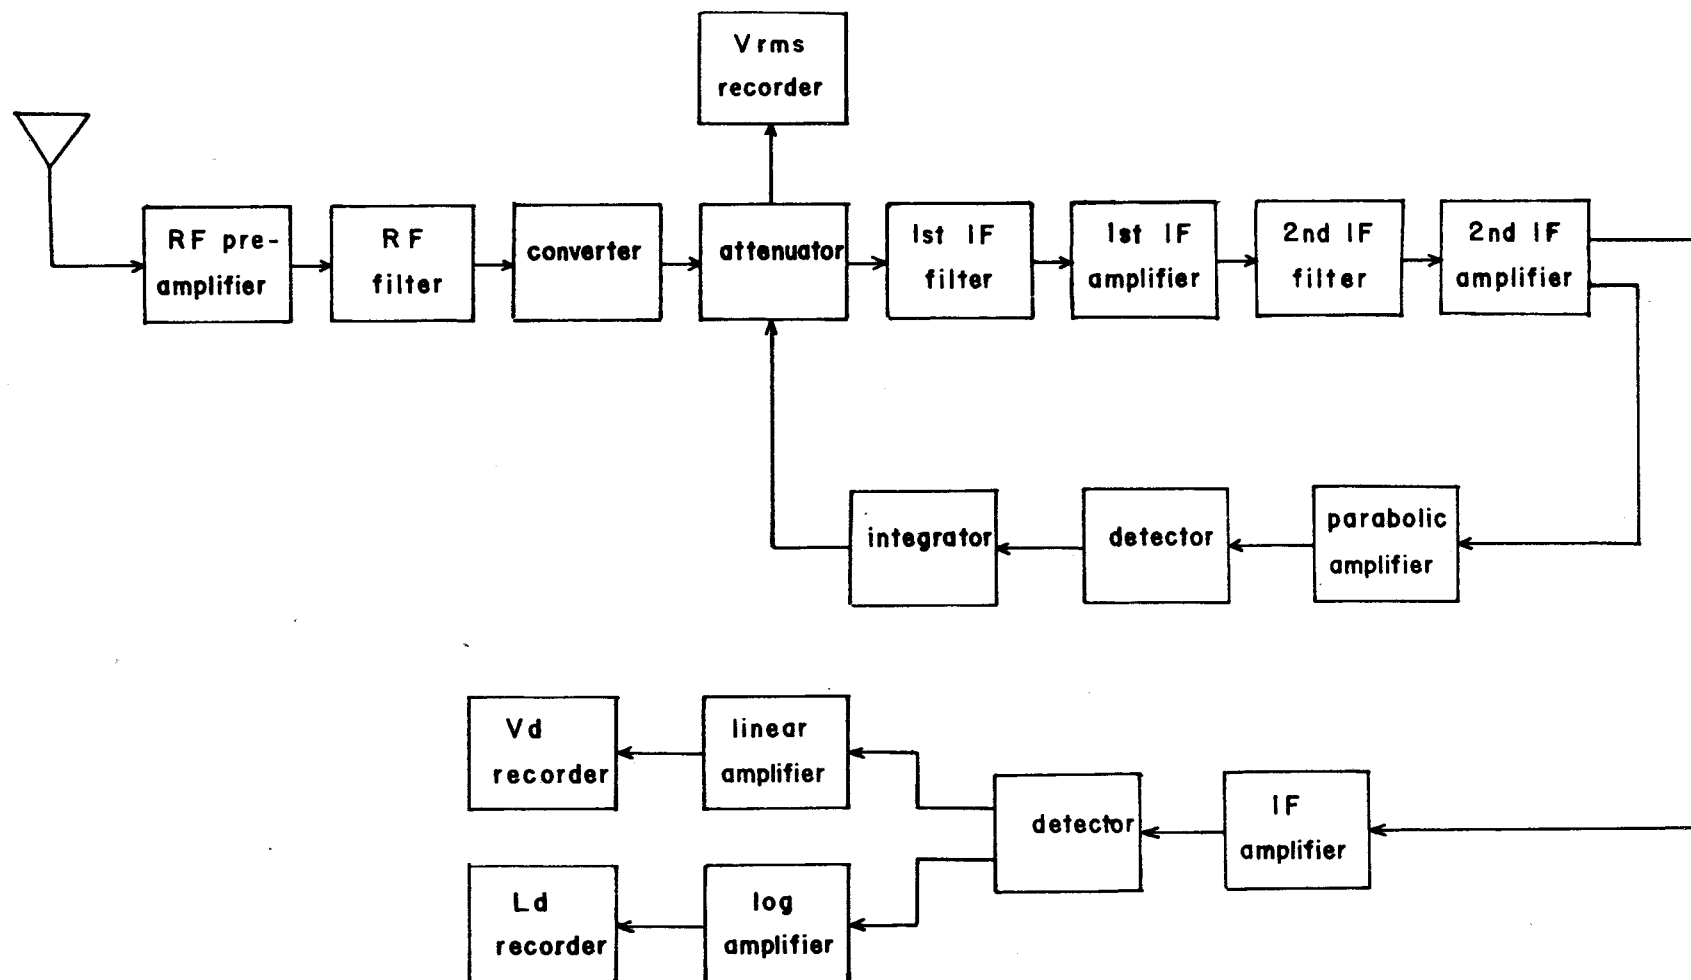 Vrms
recorder
RF pre-
amplifier
RF
filter
converter
attenuator
1st IF
filter
1st IF
amplifier
2nd IF
filter
2nd IF
amplifier
integrator
detector
parabolic
amplifier
Vd
recorder
linear
amplifier
detector
IF
amplifier
Ld
recorder
log
amplifier